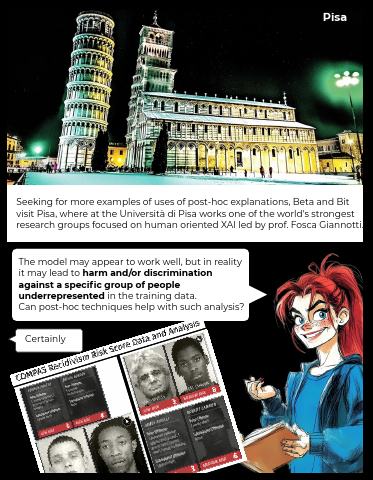 Pisa
Seeking for more examples of uses of post-hoc explanations, Beta and Bit
visit Pisa, where at the Università di Pisa works one of the world's strongest
research groups focused on human oriented XAI led by prof. Fosca Giannotti.
The model may appear to work well, but in reality
it may lead to harm and/or discrimination
against a specific group of people
underrepresented in the training data.
Can post-hoc techniques help with such analysis?
Certainly
COMPAS Recidivism Risk Score Data and Analysis